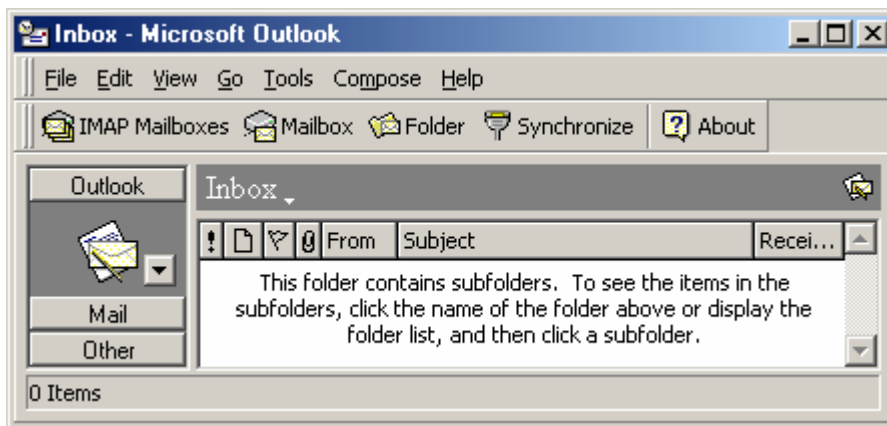 Inbox - Microsoft Outlook
File Edit View Go Tools Compose Help
IMAP Mailboxes Mailbox Folder Synchronize About
Outlook
Inbox
! From Subject Recei...
This folder contains subfolders. To see the items in the
subfolders, click the name of the folder above or display the
folder list, and then click a subfolder.
Mail
Other
0 Items